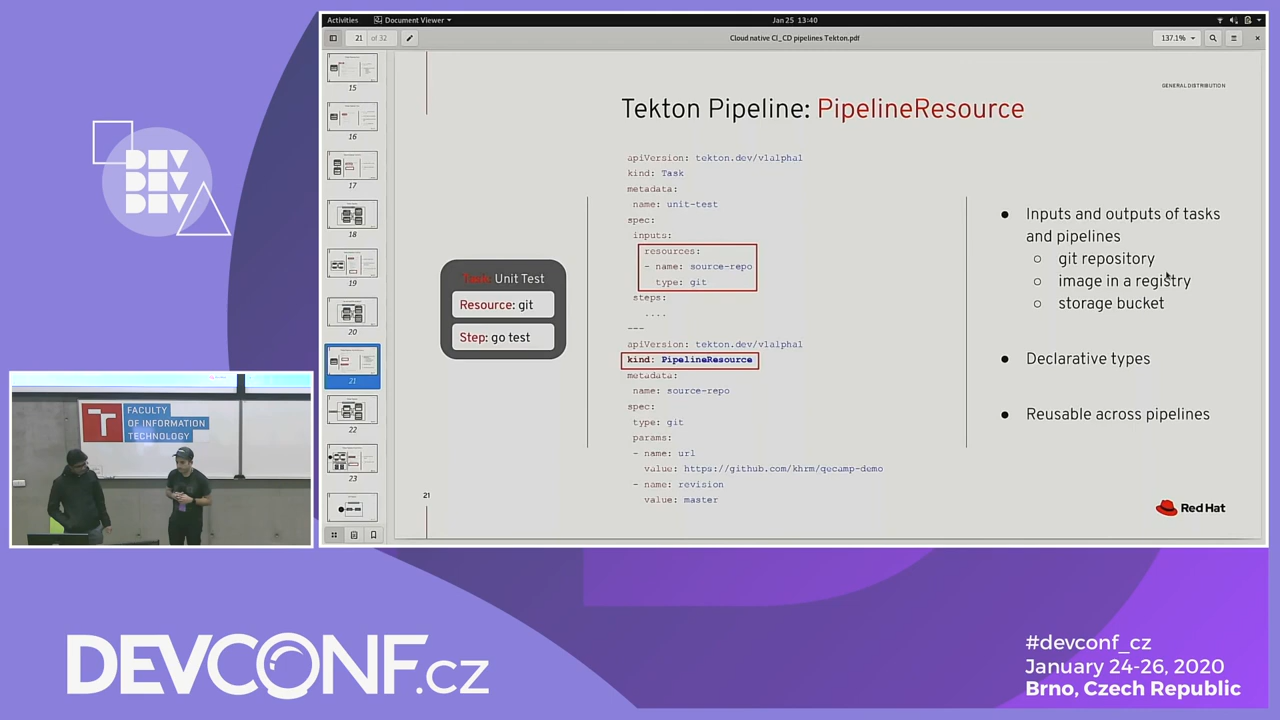 Activities
Document Viewer
Jan 25 13:40
21 of 32
Cloud native CI_CD pipelines Tekton.pdf
137.1%
15
16
17
18
19
20
21
22
23
GENERAL DISTRIBUTION
Tekton Pipeline: PipelineResource
Task: Unit Test
Resource: git
Step: go test
apiVersion: tekton.dev/v1alpha1
kind: Task
metadata:
name: unit-test
spec:
inputs:
resources:
- name: source-repo
type: git
steps:
....
---
apiVersion: tekton.dev/v1alpha1
kind: PipelineResource
metadata:
name: source-repo
spec:
type: git
params:
- name: url
value: https://github.com/khrm/qecamp-demo
- name: revision
value: master
● Inputs and outputs of tasks
and pipelines
○ git repository
○ image in a registry
○ storage bucket
● Declarative types
● Reusable across pipelines
21
Red Hat
DEV
DEV
DEV
T
FACULTY
OF INFORMATION
TECHNOLOGY
DEVCONF.cz
#devconf_cz
January 24-26, 2020
Brno, Czech Republic